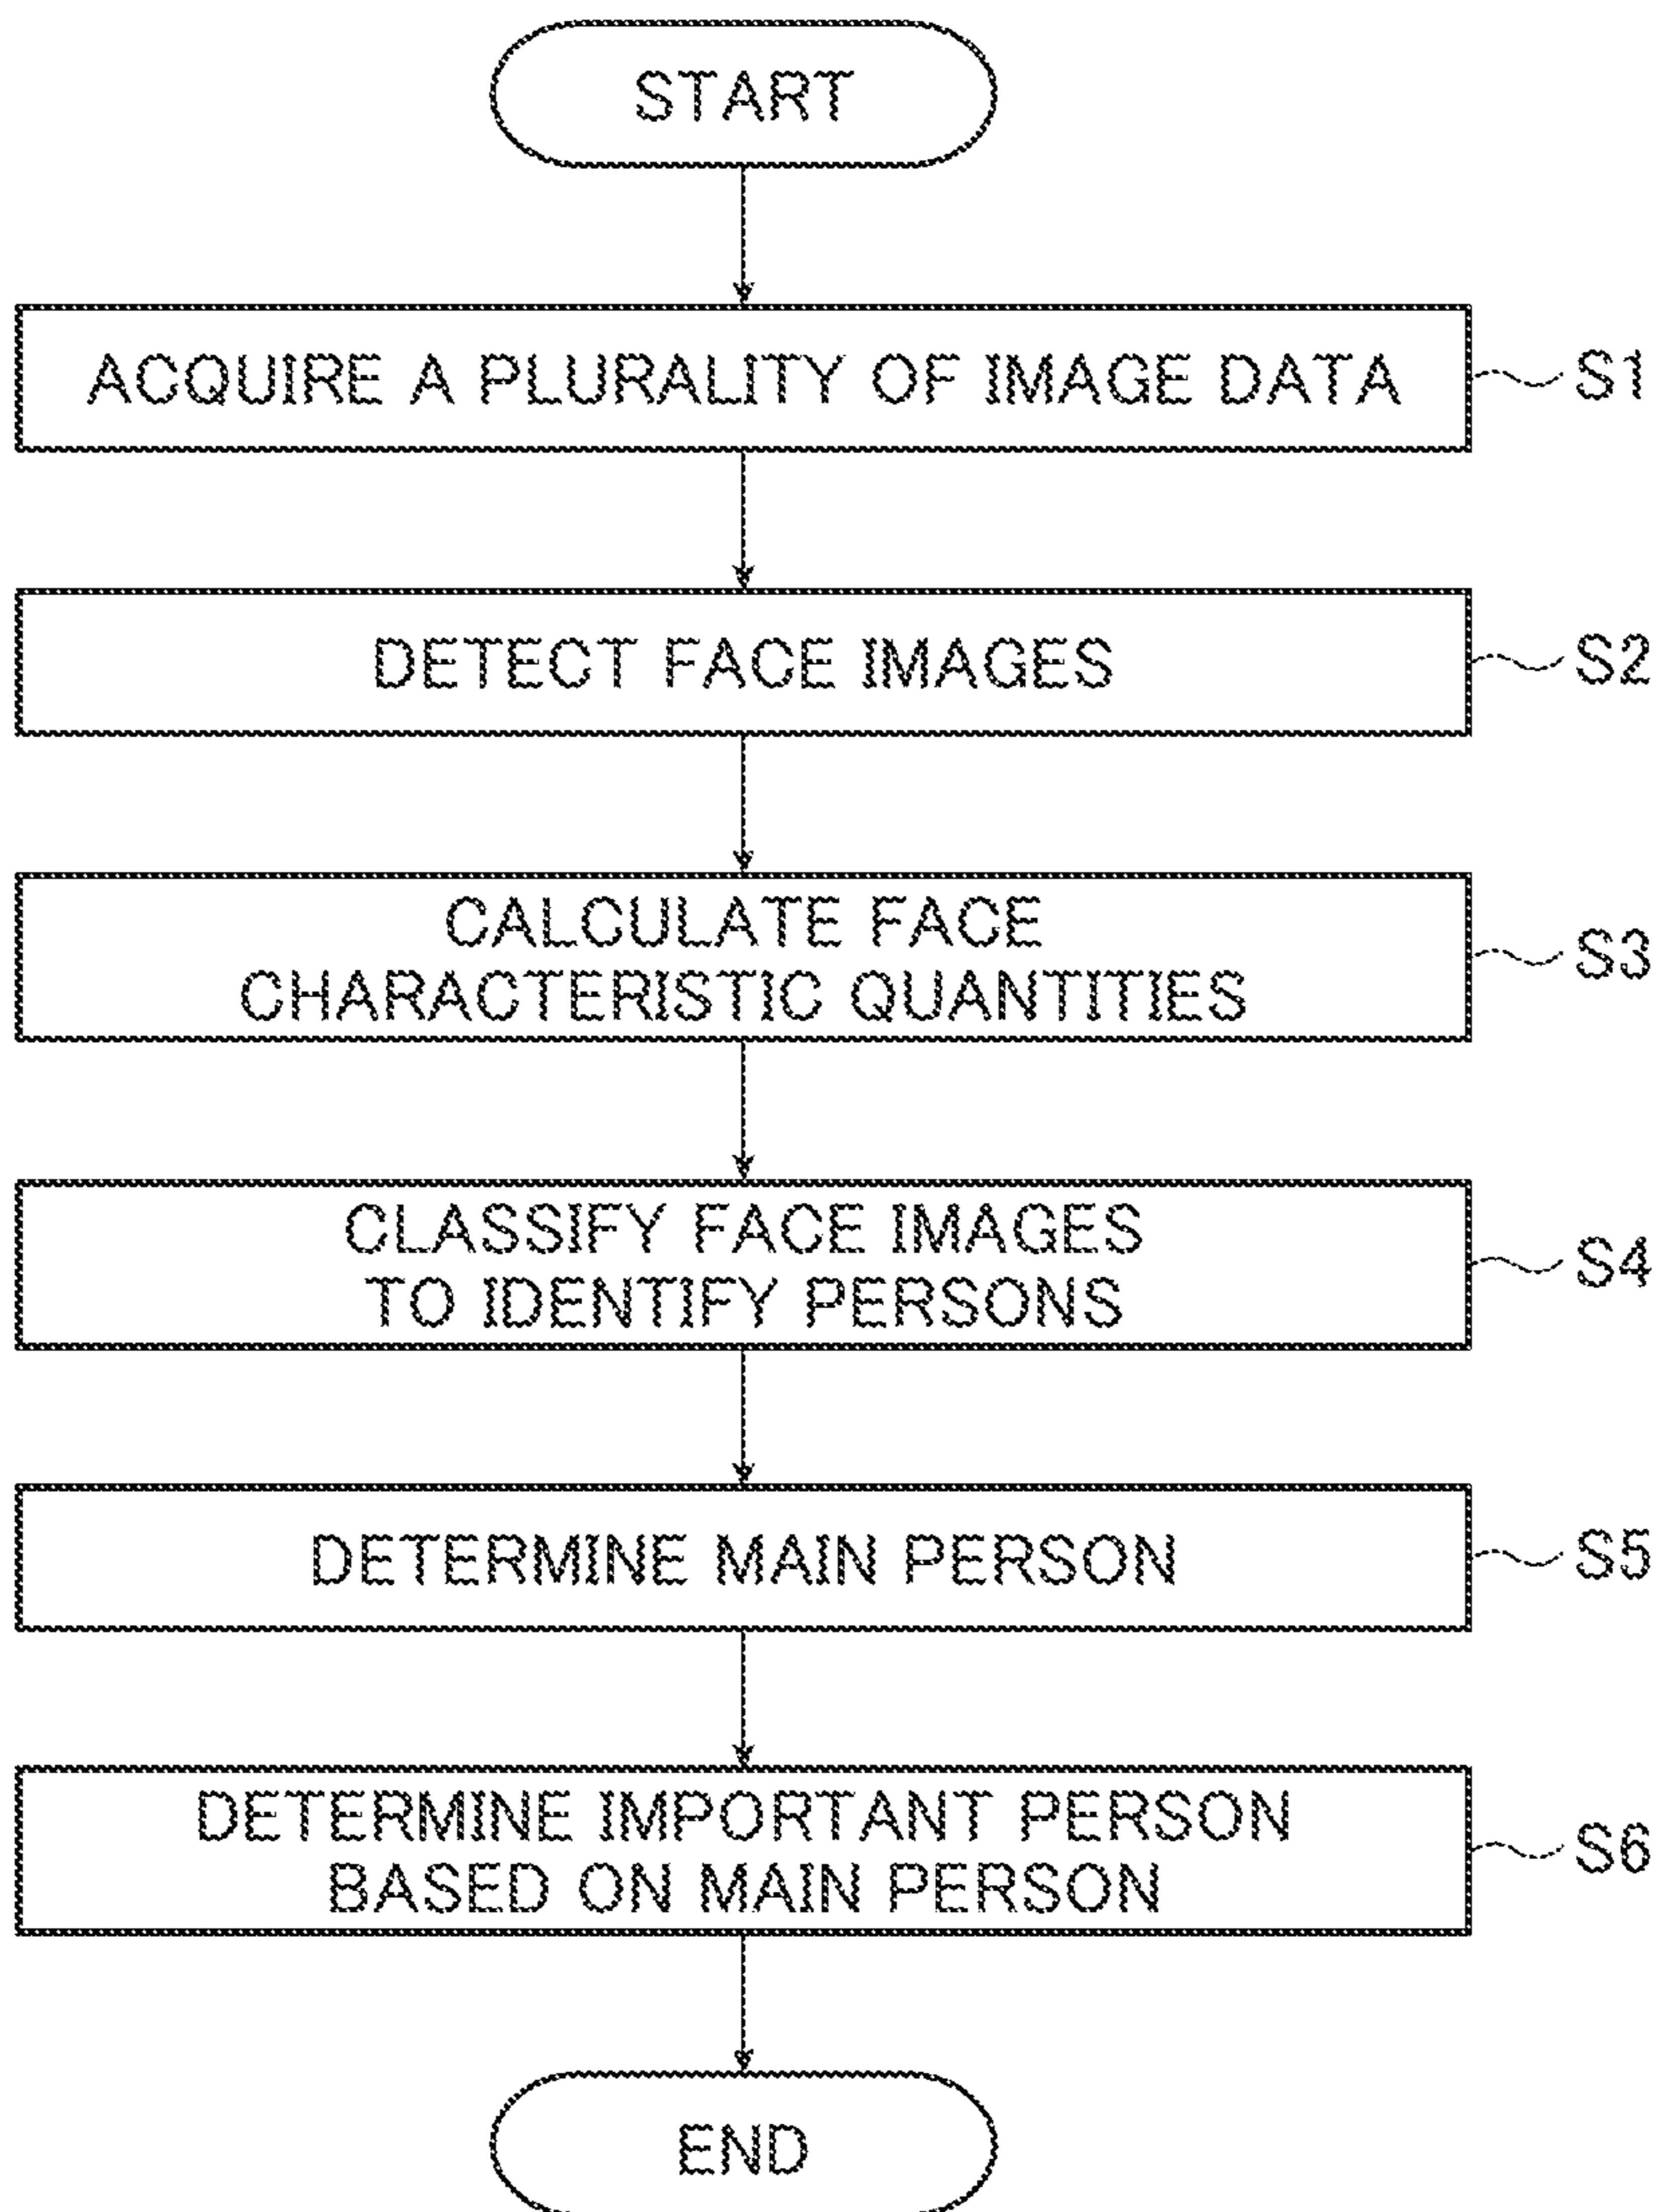 START
ACQUIRE A PLURALITY OF IMAGE DATA
S1
DETECT FACE IMAGES
S2
CALCULATE FACE
CHARACTERISTIC QUANTITIES
S3
CLASSIFY FACE IMAGES
TO IDENTIFY PERSONS
S4
DETERMINE MAIN PERSON
S5
DETERMINE IMPORTANT PERSON
BASED ON MAIN PERSON
S6
END